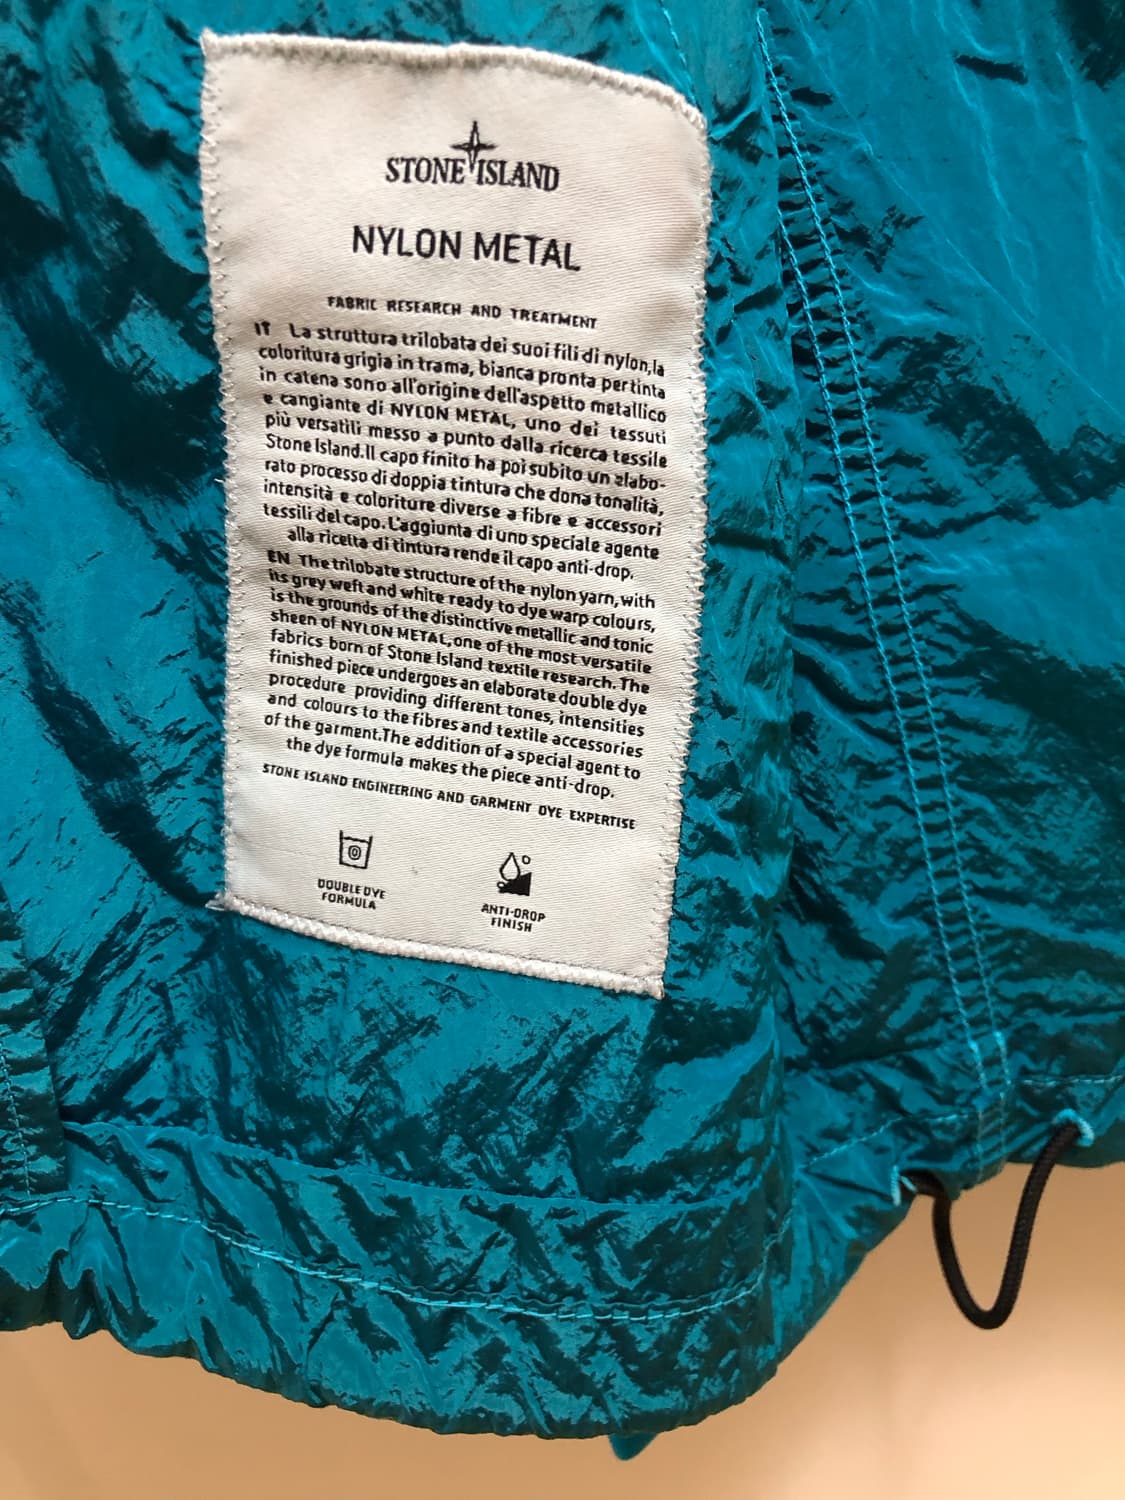 STONE ISLAND
NYLON METAL
FABRIC RESEARCH AND TREATMENT
IT La struttura trilobata dei suoi fili di nylon,la
coloritura grigia in trama, bianca pronta per tinta
in catena sono all'origine dell'aspetto metallico
e cangiante di NYLON METAL, uno dei tessuti
più versatili messo a punto dalla ricerca tessile
Stone Island.Il capo finito ha poi subito un elabo-
rato processo di doppia tintura che dona tonalità,
intensità e coloriture diverse a fibre e accessori
tessili del capo. L'aggiunta di uno speciale agente
alla ricetta di tintura rende il capo anti-drop.
EN The trilobate structure of the nylon yarn, with
its grey weft and white ready to dye warp colours,
is the grounds of the distinctive metallic and tonic
sheen of NYLON METAL, one of the most versatile
fabrics born of Stone Island textile research. The
finished piece undergoes an elaborate double dye
procedure providing different tones, intensities
and colours to the fibres and textile accessories
of the garment.The addition of a special agent to
the dye formula makes the piece anti-drop.
STONE ISLAND ENGINEERING AND GARMENT DYE EXPERTISE
DOUBLE DYE
FORMULA
ANTI-DROP
FINISH